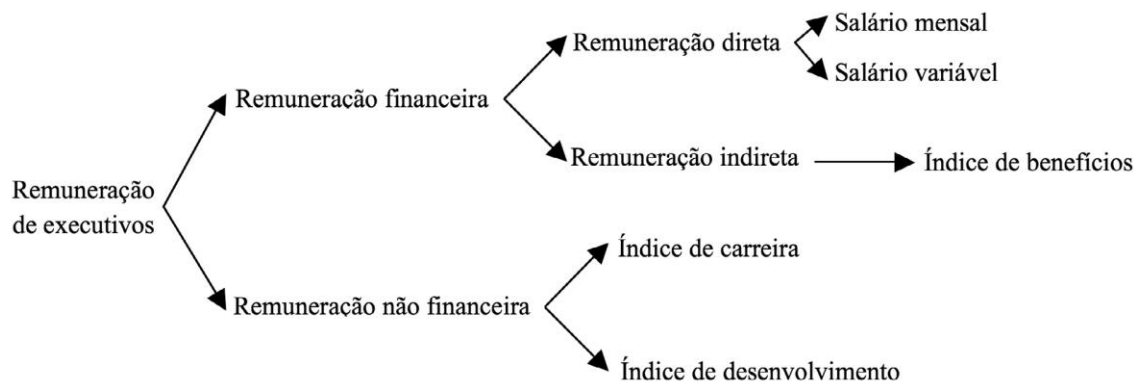 Salário mensal
Remuneração direta
Salário variável
Remuneração financeira
Remuneração indireta
Índice de benefícios
Remuneração
de executivos
Índice de carreira
Remuneração não financeira
Índice de desenvolvimento